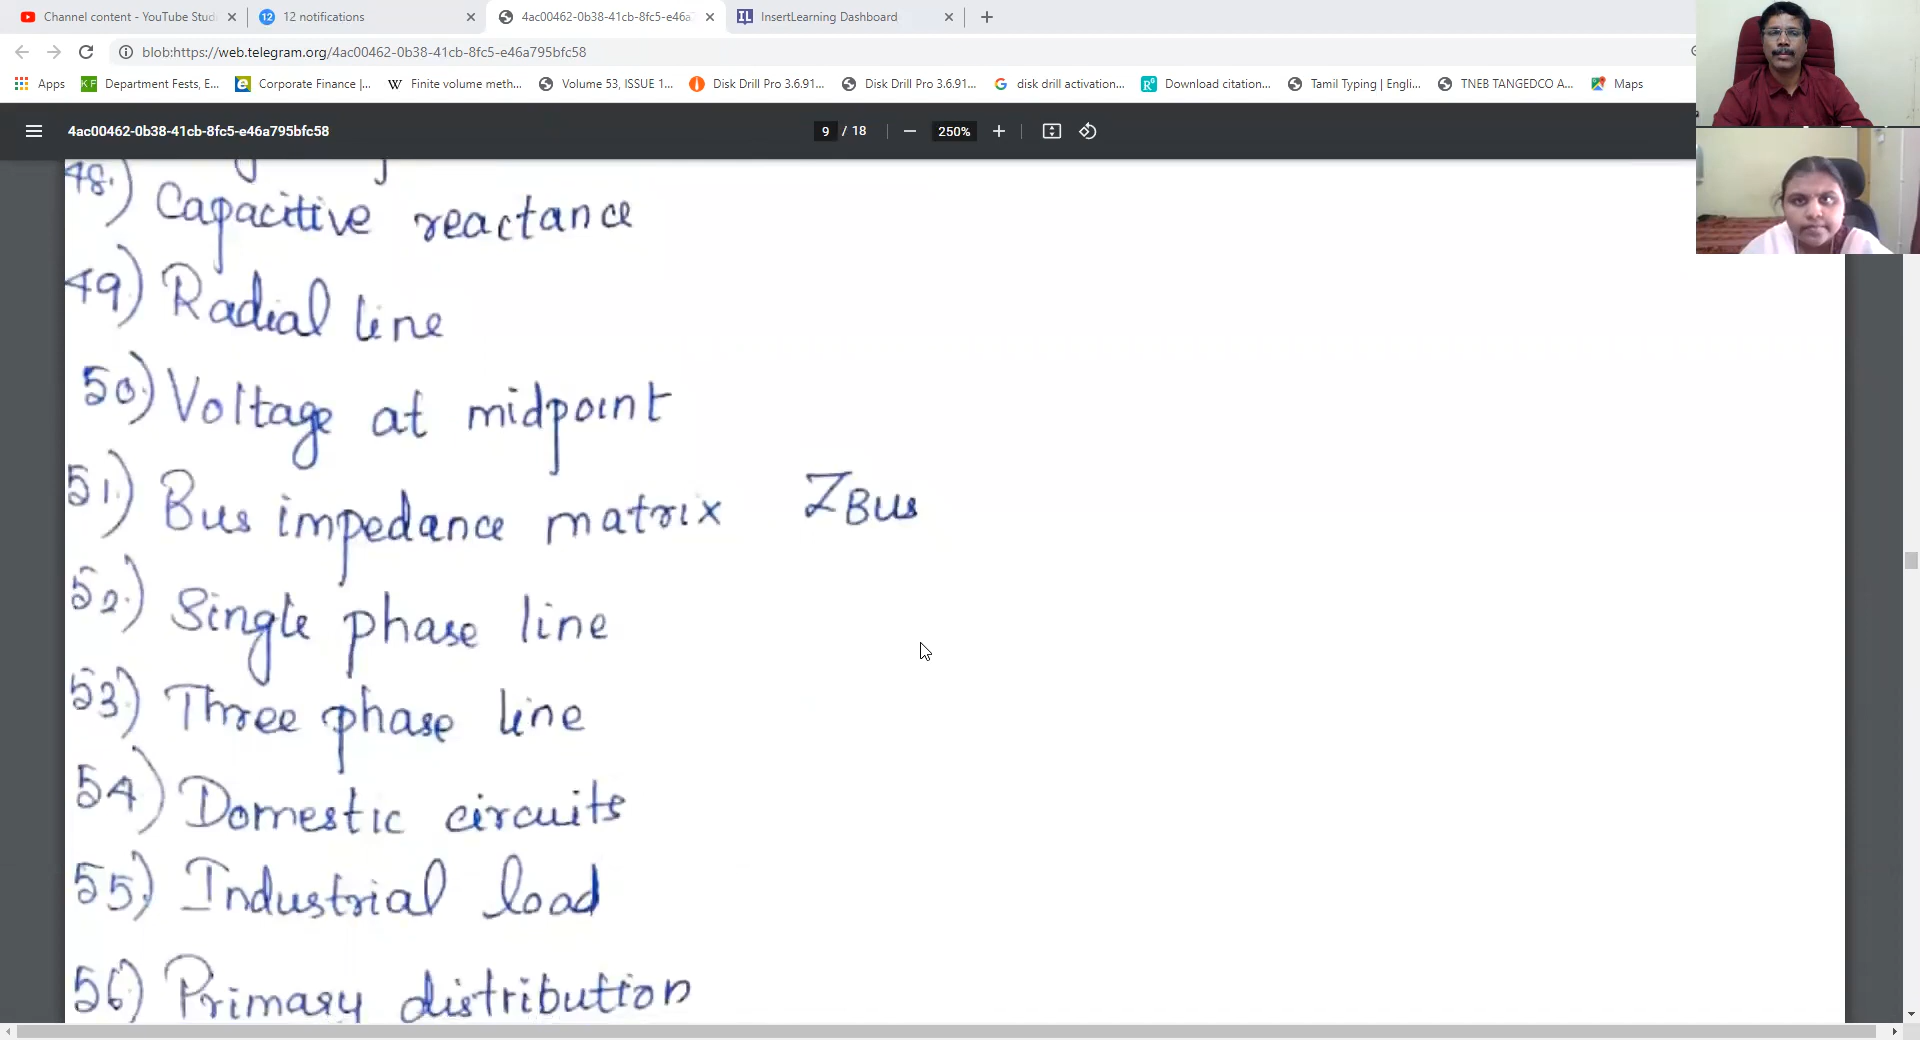 Channel content - YouTube Stud
12 notifications
4ac00462-0b38-41cb-8fc5-e46a7
InsertLearning Dashboard
blob:https://web.telegram.org/4ac00462-0b38-41cb-8fc5-e46a795bfc58
Apps
Department Fests, E...
Corporate Finance |...
Finite volume meth...
Volume 53, ISSUE 1...
Disk Drill Pro 3.6.91...
Disk Drill Pro 3.6.91...
disk drill activation...
Download citation...
Tamil Typing | Engli...
TNEB TANGEDCO A...
Maps
4ac00462-0b38-41cb-8fc5-e46a795bfc58
9 / 18
250%
48.) Capacitive reactance
49) Radial line
50.) Voltage at midpoint
51.) Bus impedance matrix ZBus
52.) Single phase line
53.) Three phase line
54) Domestic circuits
55) Industrial load
56) Primary distribution